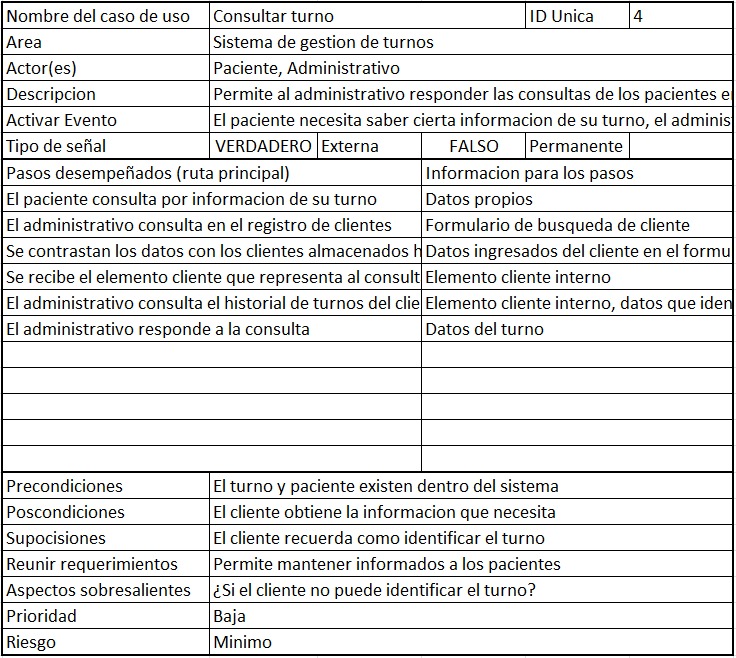 Nombre del caso de uso Consultar turno ID Unica 4
Area Sistema de gestion de turnos
Actor(es) Paciente, Administrativo
Descripcion Permite al administrativo responder las consultas de los pacientes e
Activar Evento El paciente necesita saber cierta informacion de su turno, el adminis
Tipo de señal VERDADERO Externa FALSO Permanente
Pasos desempeñados (ruta principal) Informacion para los pasos
El paciente consulta por informacion de su turno Datos propios
El administrativo consulta en el registro de clientes Formulario de busqueda de cliente
Se contrastan los datos con los clientes almacenados h Datos ingresados del cliente en el formu
Se recibe el elemento cliente que representa al consult Elemento cliente interno
El administrativo consulta el historial de turnos del clie Elemento cliente interno, datos que iden
El administrativo responde a la consulta Datos del turno
Precondiciones El turno y paciente existen dentro del sistema
Poscondiciones El cliente obtiene la informacion que necesita
Supocisiones El cliente recuerda como identificar el turno
Reunir requerimientos Permite mantener informados a los pacientes
Aspectos sobresalientes ¿Si el cliente no puede identificar el turno?
Prioridad Baja
Riesgo Minimo